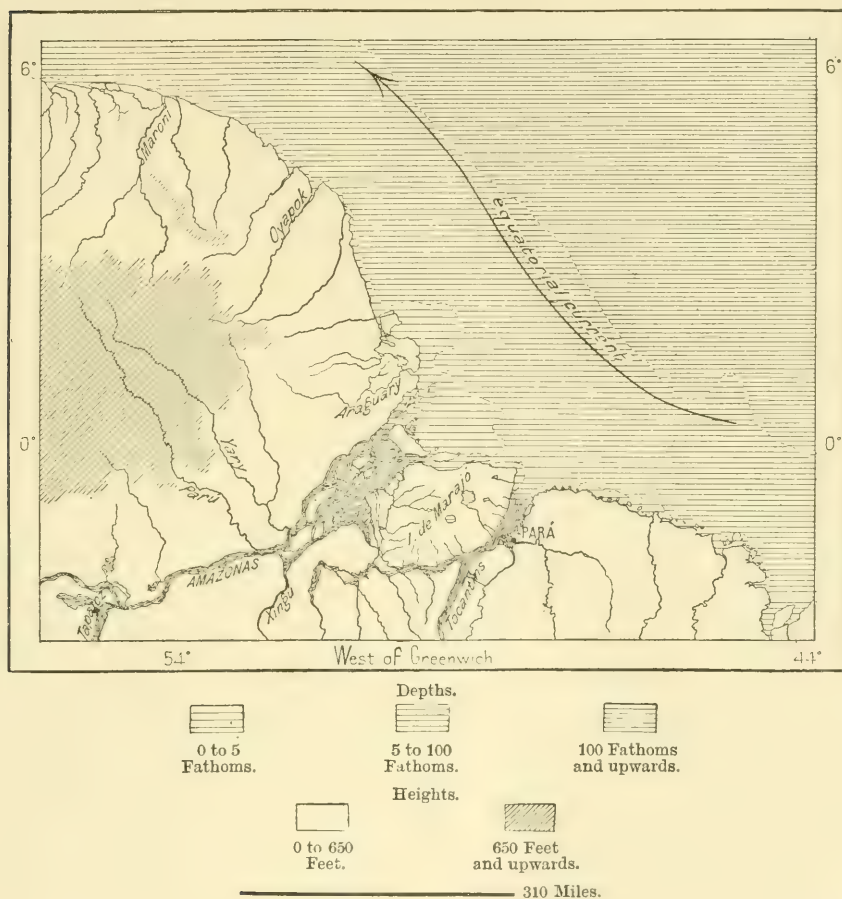 6°
6°
Maroni
Oyapok
equatorial current
Araguary
0°
0°
Yary
Paru
I. de Marajo
PARÁ
AMAZONAS
Xingu
Tocantins
54°
West of Greenwich
44°
Depths.
0 to 5
Fathoms.
5 to 100
Fathoms.
100 Fathoms
and upwards.
Heights.
0 to 650
Feet.
650 Feet
and upwards.
310 Miles.